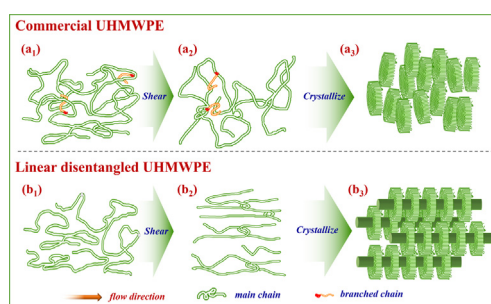 Commercial UHMWPE
(a1) (a2) (a3)
Shear Crystallize
Linear disentangled UHMWPE
(b1) (b2) (b3)
Shear Crystallize
flow direction main chain branched chain